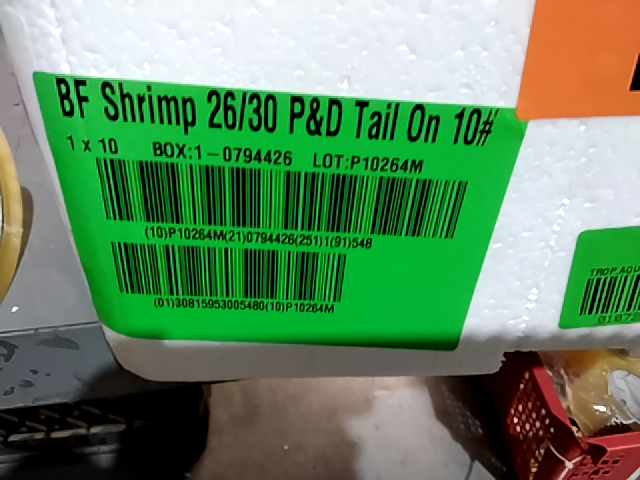 BF Shrimp 26/30 P&D Tail On 10#
1 x 10 BOX:1-0794426 LOT:P10264M
(10)P10264M(21)0794426(251)1(91)548
(01)30815953005480(10)P10264M